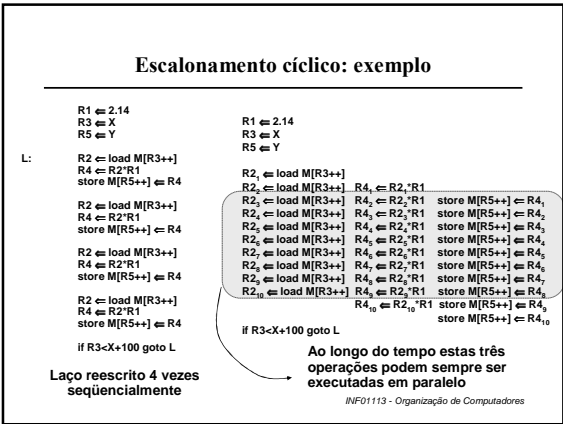 Escalonamento cíclico: exemplo
R1 ⇐ 2.14
R3 ⇐ X
R5 ⇐ Y
L: R2 ⇐ load M[R3++]
R4 ⇐ R2*R1
store M[R5++] ⇐ R4
R2 ⇐ load M[R3++]
R4 ⇐ R2*R1
store M[R5++] ⇐ R4
R2 ⇐ load M[R3++]
R4 ⇐ R2*R1
store M[R5++] ⇐ R4
R2 ⇐ load M[R3++]
R4 ⇐ R2*R1
store M[R5++] ⇐ R4
if R3<X+100 goto L
Laço reescrito 4 vezes
seqüencialmente
R1 ⇐ 2.14
R3 ⇐ X
R5 ⇐ Y
R2₁ ⇐ load M[R3++]
R2₂ ⇐ load M[R3++] R4₁ ⇐ R2₁*R1
R2₃ ⇐ load M[R3++] R4₂ ⇐ R2₂*R1 store M[R5++] ⇐ R4₁
R2₄ ⇐ load M[R3++] R4₃ ⇐ R2₃*R1 store M[R5++] ⇐ R4₂
R2₅ ⇐ load M[R3++] R4₄ ⇐ R2₄*R1 store M[R5++] ⇐ R4₃
R2₆ ⇐ load M[R3++] R4₅ ⇐ R2₅*R1 store M[R5++] ⇐ R4₄
R2₇ ⇐ load M[R3++] R4₆ ⇐ R2₆*R1 store M[R5++] ⇐ R4₅
R2₈ ⇐ load M[R3++] R4₇ ⇐ R2₇*R1 store M[R5++] ⇐ R4₆
R2₉ ⇐ load M[R3++] R4₈ ⇐ R2₈*R1 store M[R5++] ⇐ R4₇
R2₁₀ ⇐ load M[R3++] R4₉ ⇐ R2₉*R1 store M[R5++] ⇐ R4₈
R4₁₀ ⇐ R2₁₀*R1 store M[R5++] ⇐ R4₉
store M[R5++] ⇐ R4₁₀
if R3<X+100 goto L
Ao longo do tempo estas três
operações podem sempre ser
executadas em paralelo
INF01113 - Organização de Computadores